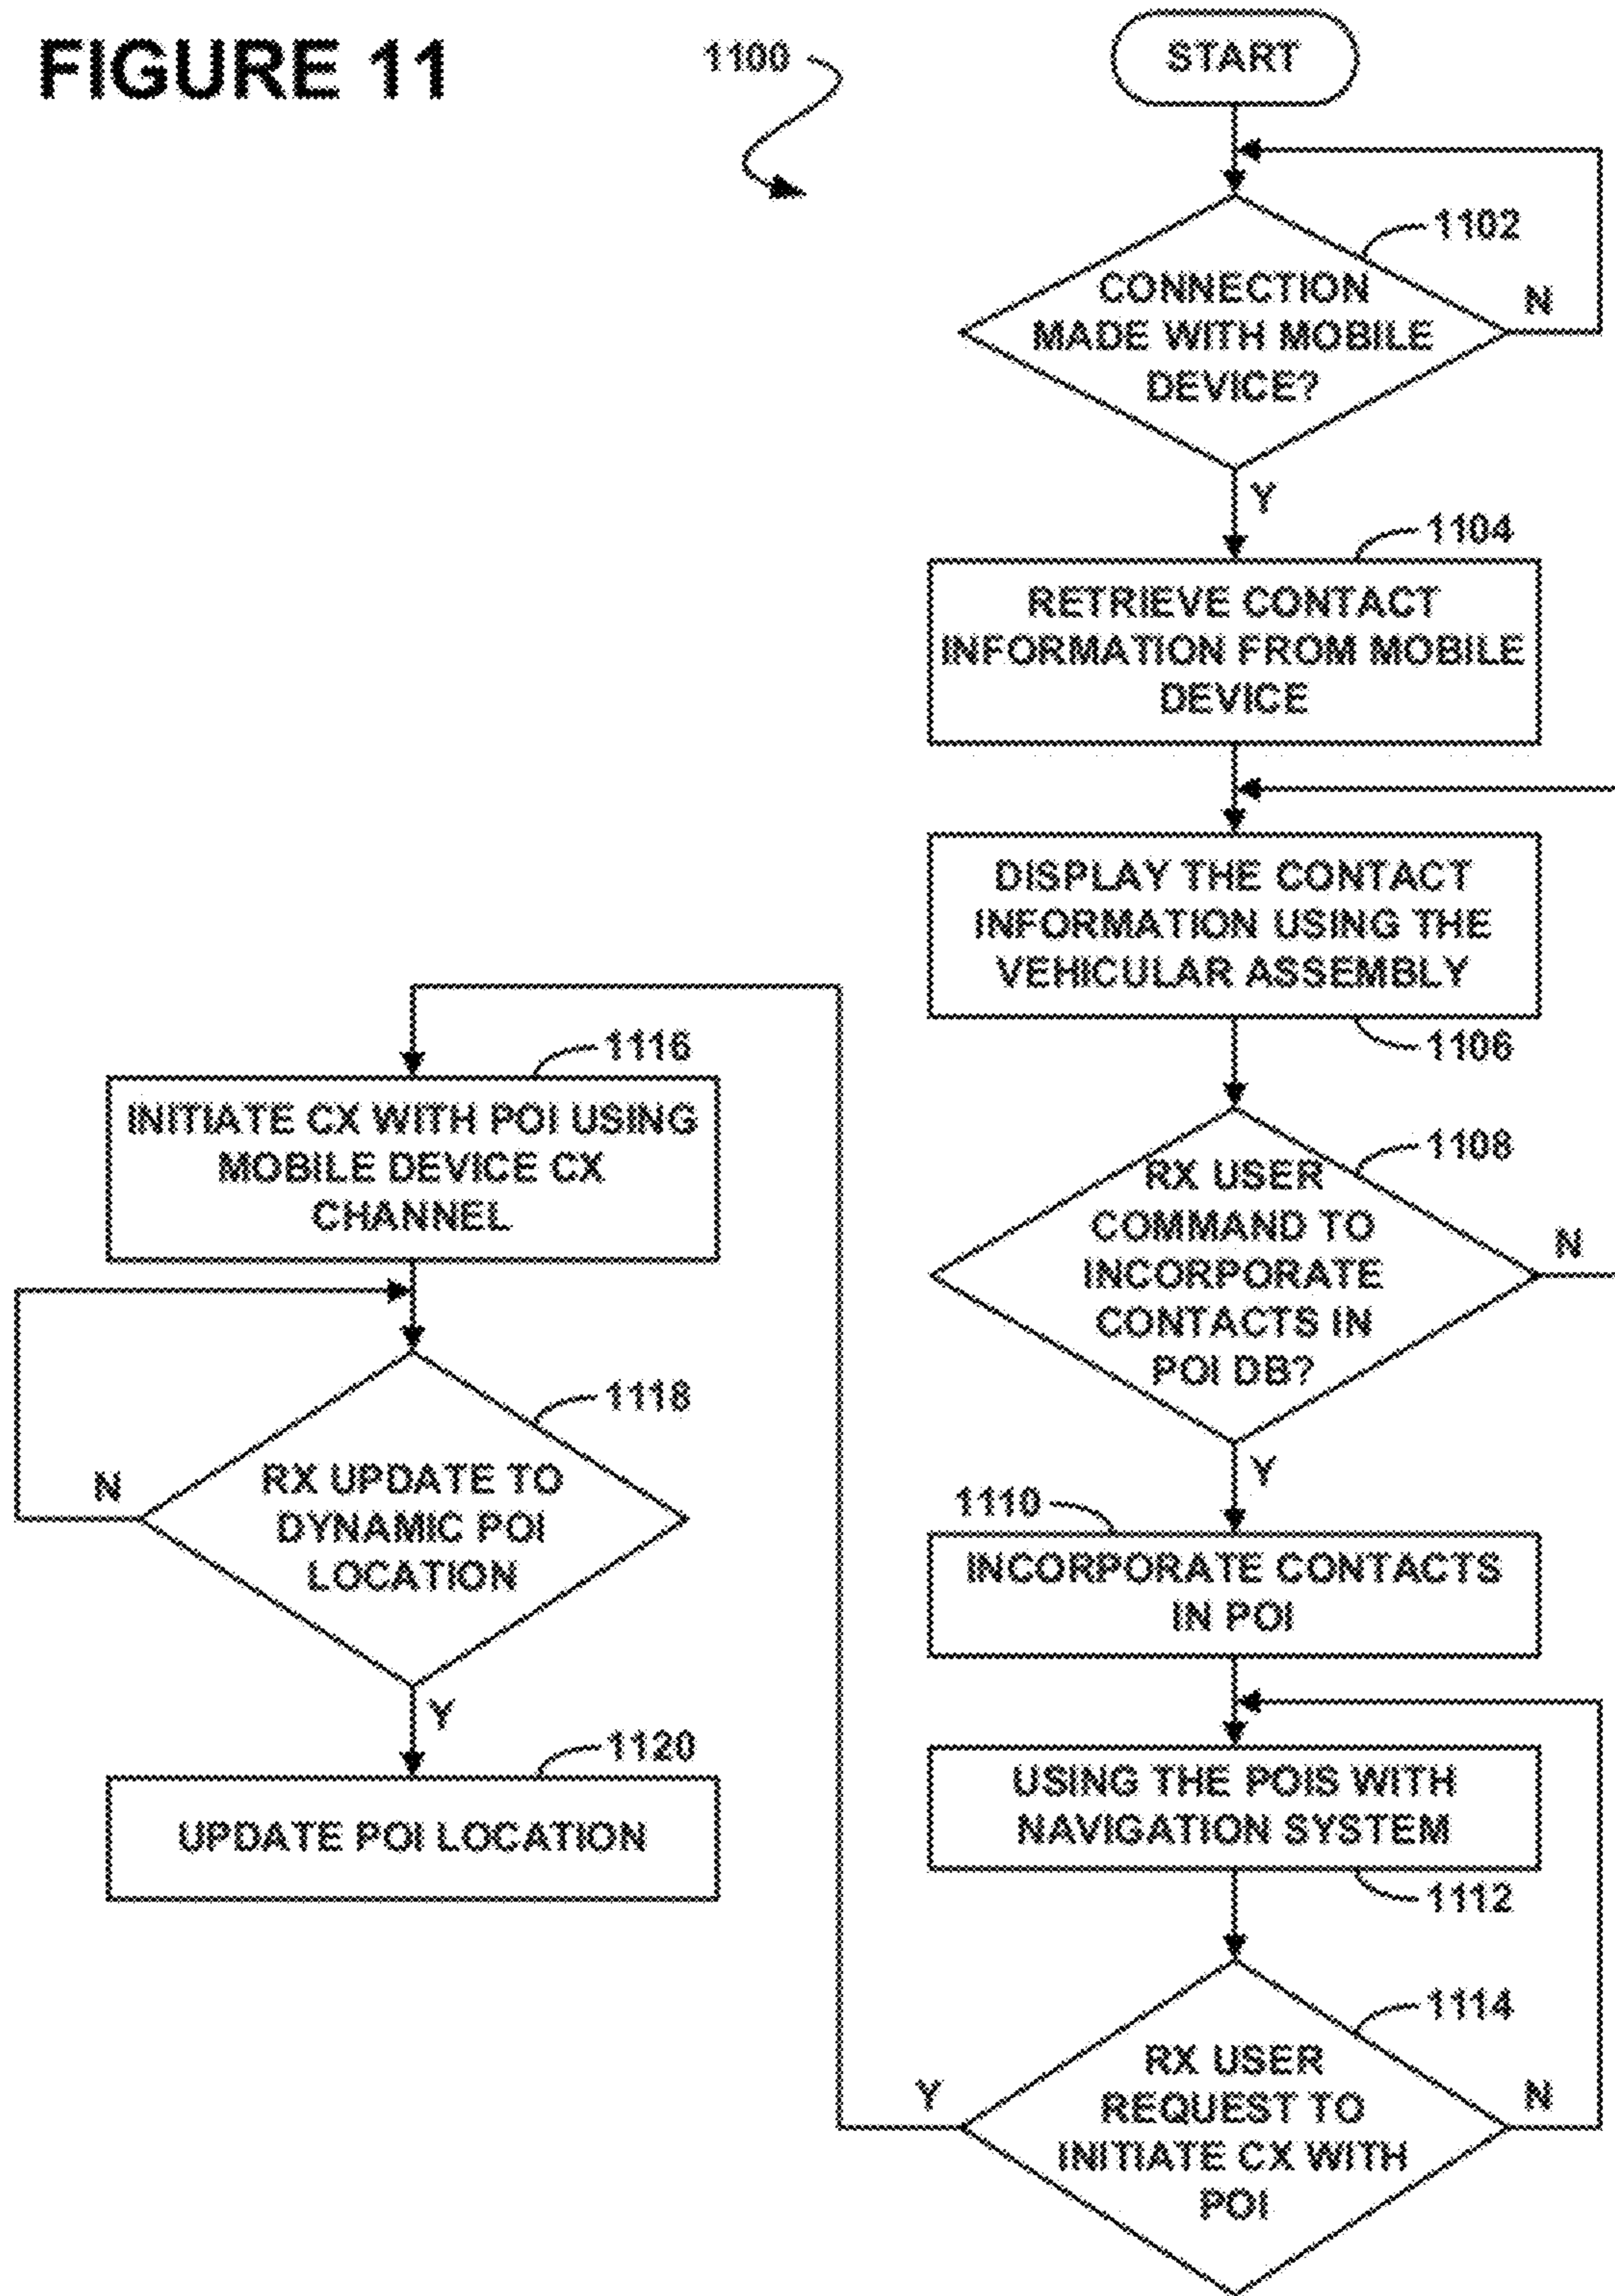 FIGURE 11
1100
START
1102
CONNECTION
MADE WITH MOBILE
DEVICE?
N
Y
1104
RETRIEVE CONTACT
INFORMATION FROM MOBILE
DEVICE
DISPLAY THE CONTACT
INFORMATION USING THE
VEHICULAR ASSEMBLY
1106
1108
RX USER
COMMAND TO
INCORPORATE
CONTACTS IN
POI DB?
N
Y
1110
INCORPORATE CONTACTS
IN POI
USING THE POIS WITH
NAVIGATION SYSTEM
1112
1114
RX USER
REQUEST TO
INITIATE CX WITH
POI
Y
N
1116
INITIATE CX WITH POI USING
MOBILE DEVICE CX
CHANNEL
1118
RX UPDATE TO
DYNAMIC POI
LOCATION
N
Y
1120
UPDATE POI LOCATION